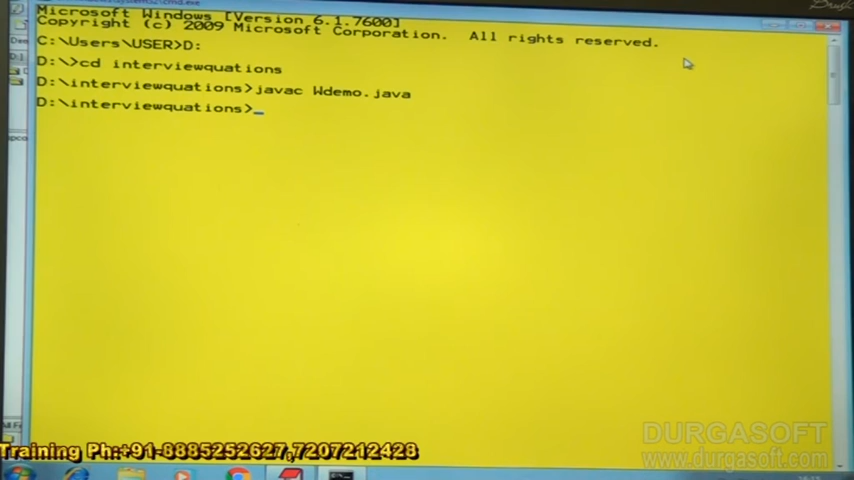 Microsoft Windows [Version 6.1.7600]
Copyright (c) 2009 Microsoft Corporation.  All rights reserved.
C:\Users\USER>D:
D:\>cd interviewquations
D:\interviewquations>javac Wdemo.java
D:\interviewquations>_
Training Ph:+91-8885252627,7207212428
DURGASOFT
www.durgasoft.com